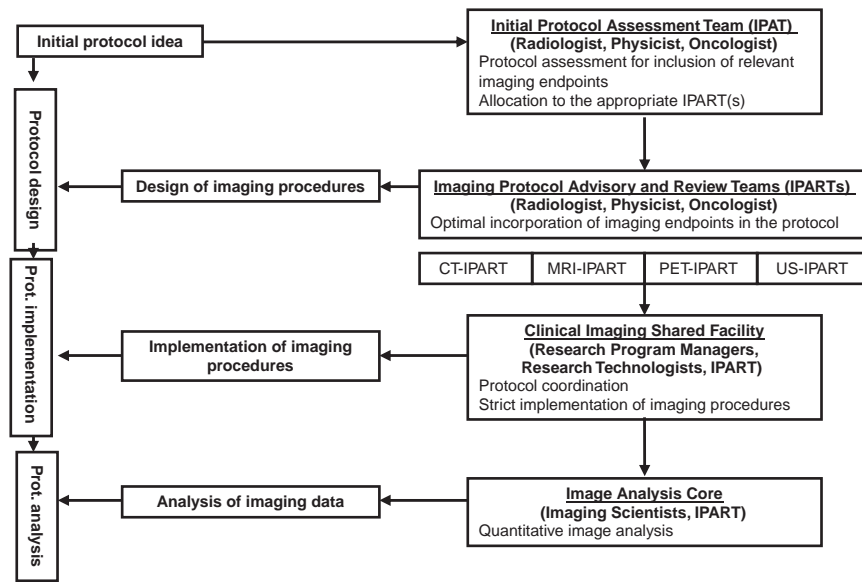 Initial protocol idea
Initial Protocol Assessment Team (IPAT)
(Radiologist, Physicist, Oncologist)
Protocol assessment for inclusion of relevant
imaging endpoints
Allocation to the appropriate IPART(s)
Protocol design
Design of imaging procedures
Imaging Protocol Advisory and Review Teams (IPARTs)
(Radiologist, Physicist, Oncologist)
Optimal incorporation of imaging endpoints in the protocol
CT-IPART
MRI-IPART
PET-IPART
US-IPART
Prot. implementation
Implementation of imaging
procedures
Clinical Imaging Shared Facility
(Research Program Managers,
Research Technologists, IPART)
Protocol coordination
Strict implementation of imaging procedures
Prot. analysis
Analysis of imaging data
Image Analysis Core
(Imaging Scientists, IPART)
Quantitative image analysis